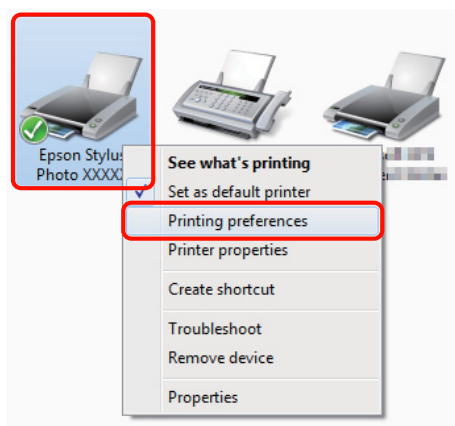 Epson Stylus
Photo XXXXX
See what's printing
Set as default printer
Printing preferences
Printer properties
Create shortcut
Troubleshoot
Remove device
Properties